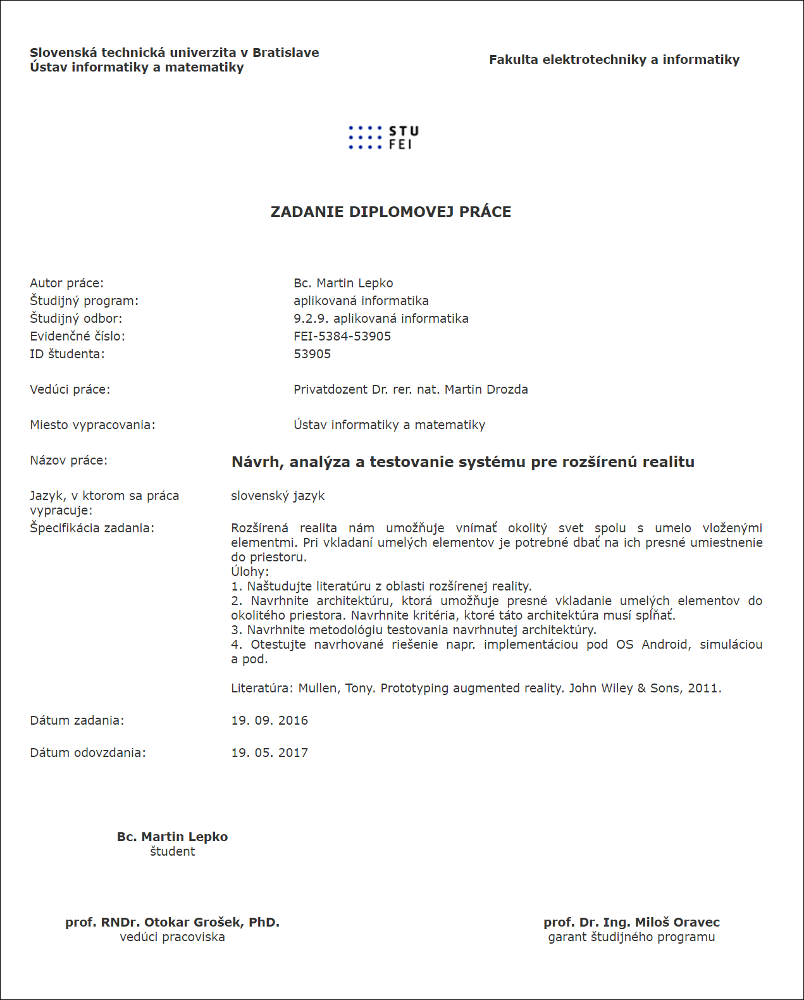 Slovenská technická univerzita v Bratislave
Ústav informatiky a matematiky
Fakulta elektrotechniky a informatiky
STU
FEI
ZADANIE DIPLOMOVEJ PRÁCE
Autor práce: Bc. Martin Lepko
Študijný program: aplikovaná informatika
Študijný odbor: 9.2.9. aplikovaná informatika
Evidenčné číslo: FEI-5384-53905
ID študenta: 53905
Vedúci práce: Privatdozent Dr. rer. nat. Martin Drozda
Miesto vypracovania: Ústav informatiky a matematiky
Názov práce: Návrh, analýza a testovanie systému pre rozšírenú realitu
Jazyk, v ktorom sa práca slovenský jazyk
vypracuje:
Špecifikácia zadania: Rozšírená realita nám umožňuje vnímať okolitý svet spolu s umelo vloženými
elementmi. Pri vkladaní umelých elementov je potrebné dbať na ich presné umiestnenie
do priestoru.
Úlohy:
1. Naštudujte literatúru z oblasti rozšírenej reality.
2. Navrhnite architektúru, ktorá umožňuje presné vkladanie umelých elementov do
okolitého priestora. Navrhnite kritéria, ktoré táto architektúra musí spĺňať.
3. Navrhnite metodológiu testovania navrhnutej architektúry.
4. Otestujte navrhované riešenie napr. implementáciou pod OS Android, simuláciou
a pod.
Literatúra: Mullen, Tony. Prototyping augmented reality. John Wiley & Sons, 2011.
Dátum zadania: 19. 09. 2016
Dátum odovzdania: 19. 05. 2017
Bc. Martin Lepko
študent
prof. RNDr. Otokar Grošek, PhD.
vedúci pracoviska
prof. Dr. Ing. Miloš Oravec
garant študijného programu